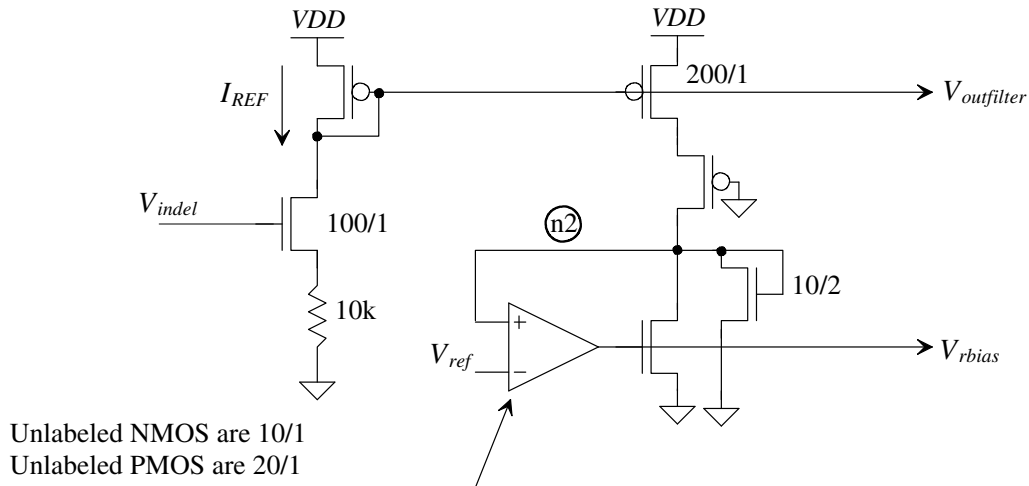 VDD
VDD
200/1
I_REF
V_outfilter
V_indel
100/1
n2
10/2
10k
+
V_ref
−
V_rbias
Unlabeled NMOS are 10/1
Unlabeled PMOS are 20/1